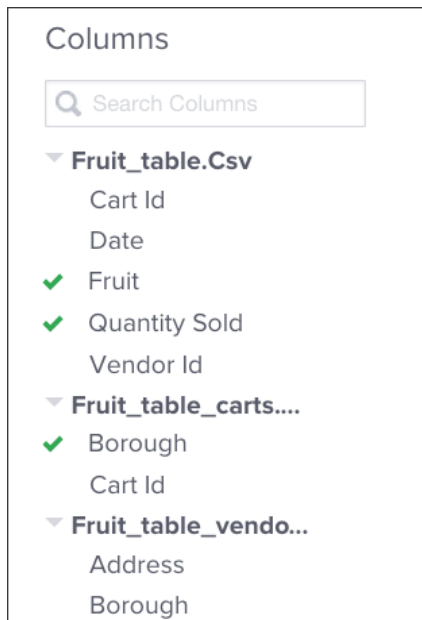 Columns
Search Columns
Fruit_table.Csv
Cart Id
Date
Fruit
Quantity Sold
Vendor Id
Fruit_table_carts....
Borough
Cart Id
Fruit_table_vendo...
Address
Borough